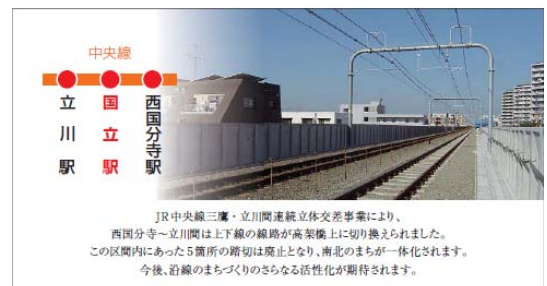 中央線
立川駅
国立駅
西国分寺駅
JR中央線三鷹・立川間連続立体交差事業により、
西国分寺～立川間は上下線の線路が高架橋上に切り換えられました。
この区間内にあった5箇所の踏切は廃止となり、南北のまちが一体化されます。
今後、沿線のまちづくりのさらなる活性化が期待されます。